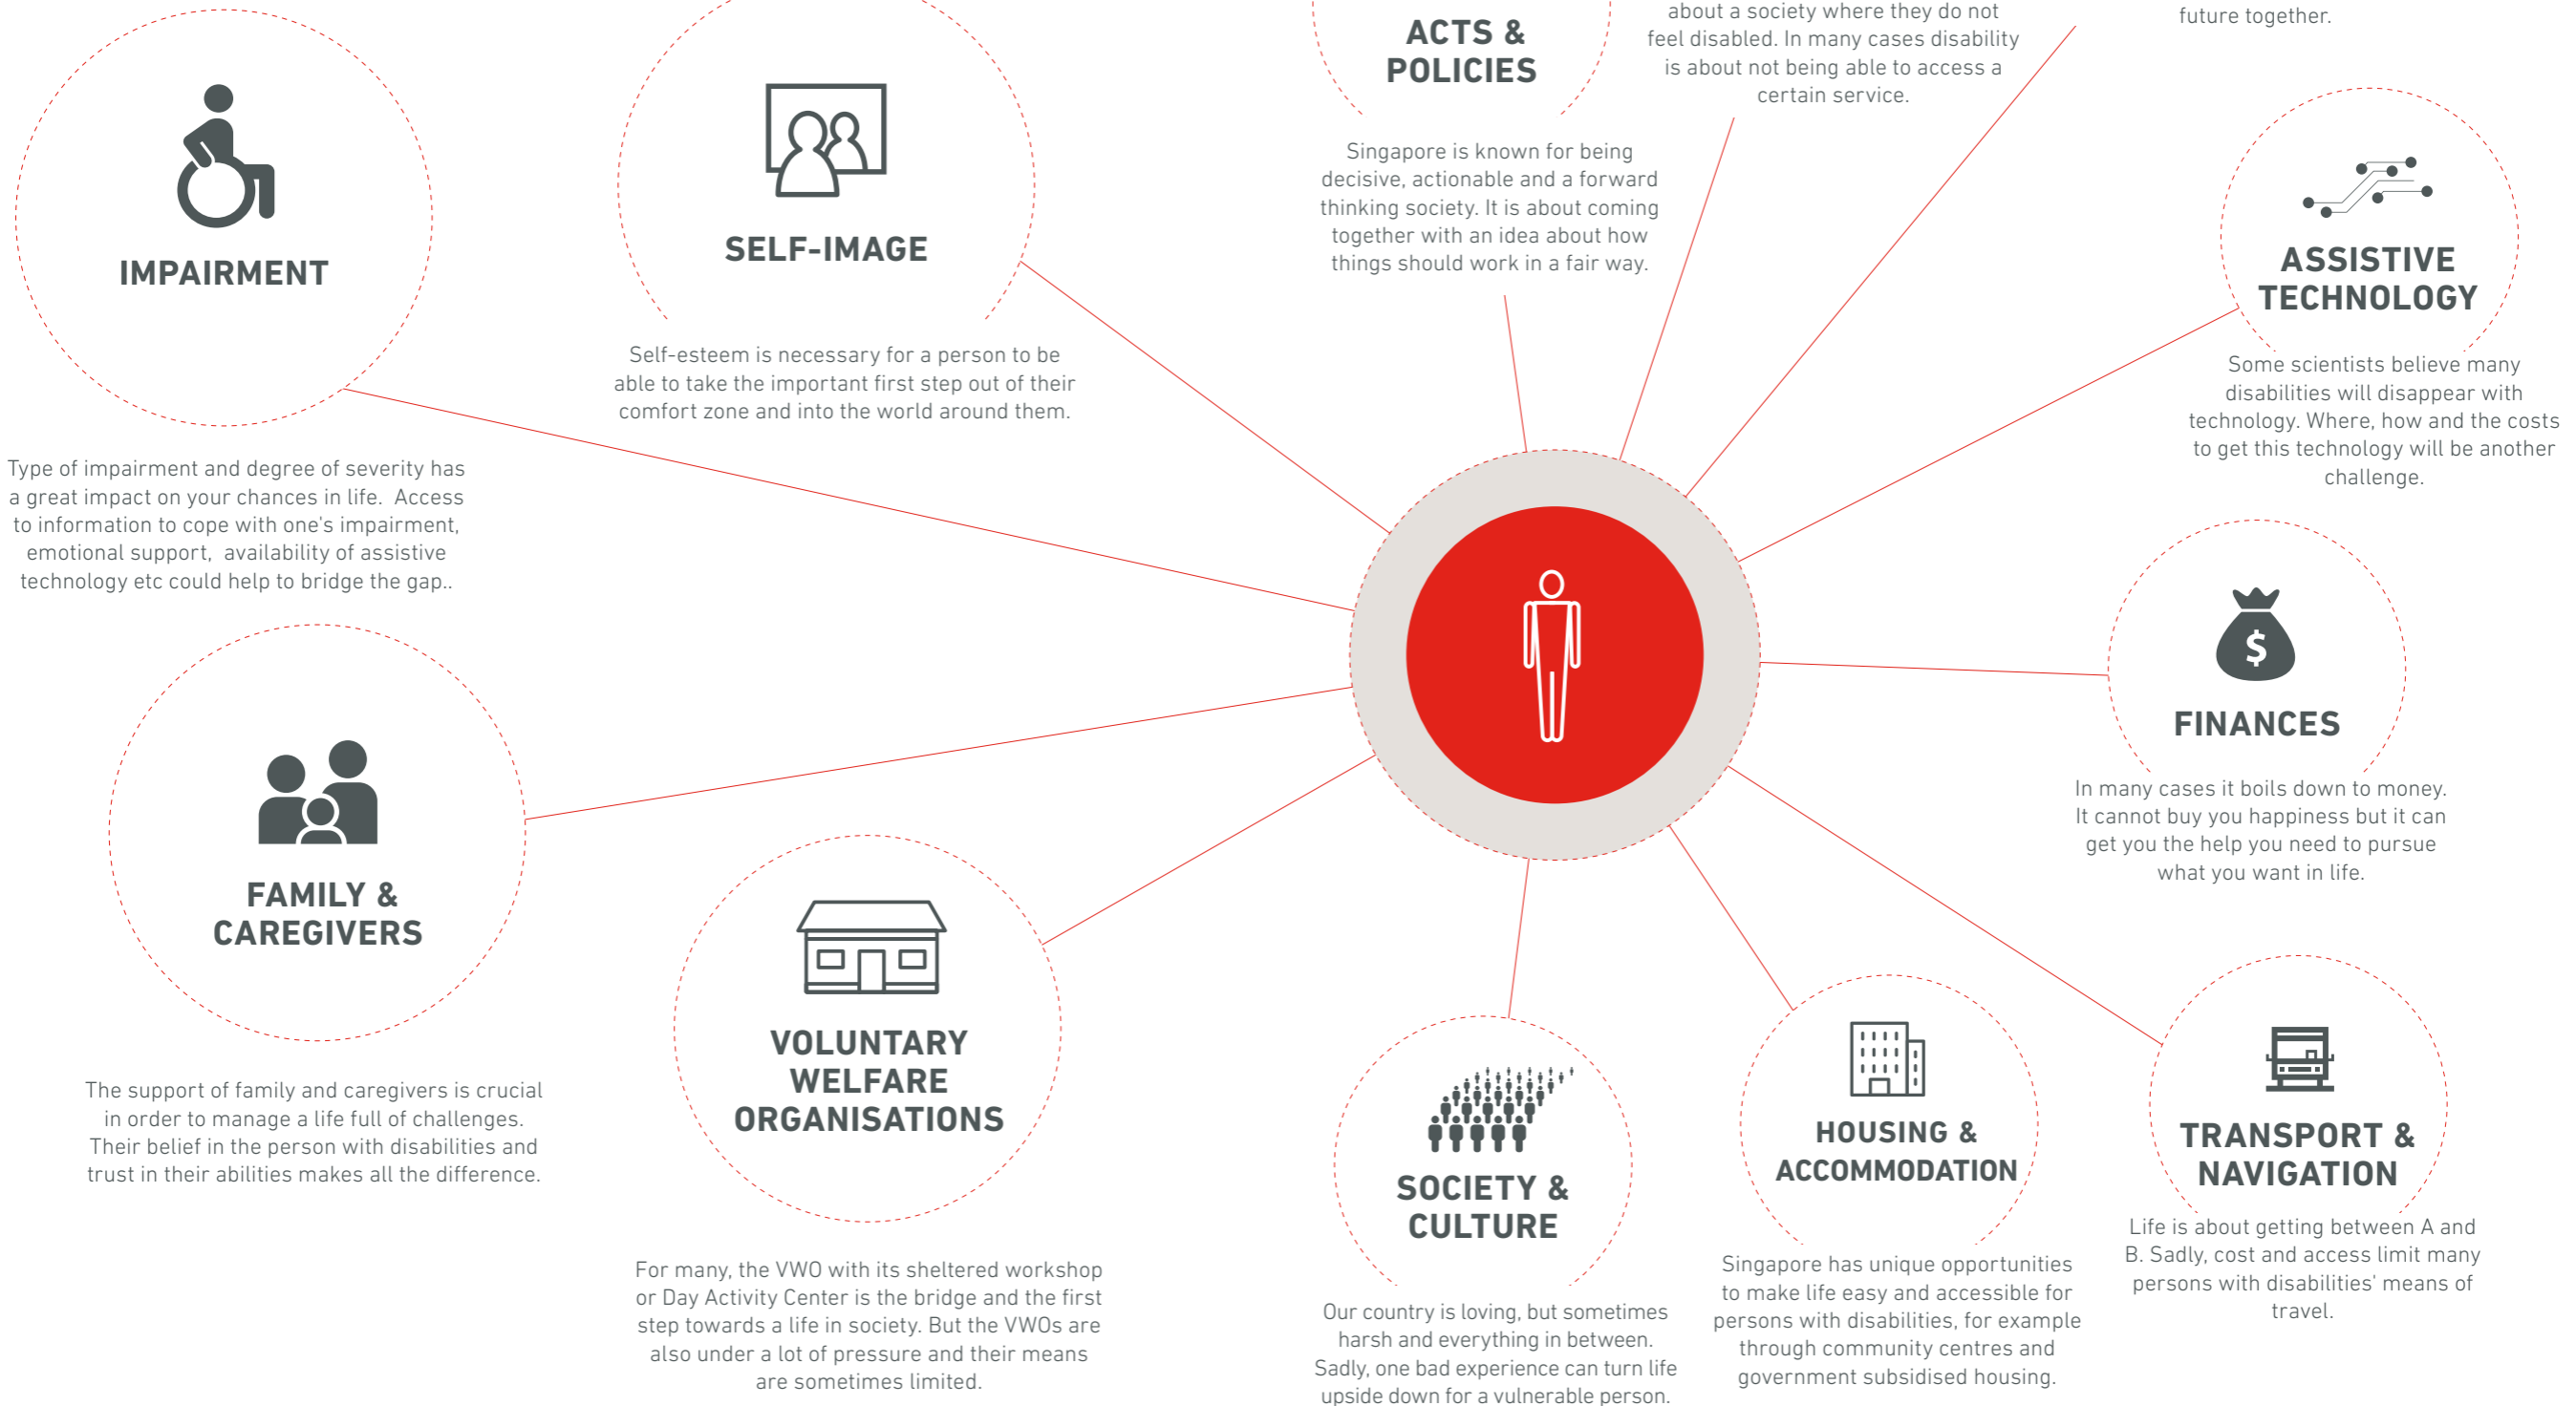 IMPAIRMENT
Type of impairment and degree of severity has
a great impact on your chances in life. Access
to information to cope with one's impairment,
emotional support, availability of assistive
technology etc could help to bridge the gap..
SELF-IMAGE
Self-esteem is necessary for a person to be
able to take the important first step out of their
comfort zone and into the world around them.
ACTS &
POLICIES
Singapore is known for being
decisive, actionable and a forward
thinking society. It is about coming
together with an idea about how
things should work in a fair way.
about a society where they do not
feel disabled. In many cases disability
is about not being able to access a
certain service.
future together.
ASSISTIVE
TECHNOLOGY
Some scientists believe many
disabilities will disappear with
technology. Where, how and the costs
to get this technology will be another
challenge.
$
FINANCES
In many cases it boils down to money.
It cannot buy you happiness but it can
get you the help you need to pursue
what you want in life.
FAMILY &
CAREGIVERS
The support of family and caregivers is crucial
in order to manage a life full of challenges.
Their belief in the person with disabilities and
trust in their abilities makes all the difference.
VOLUNTARY
WELFARE
ORGANISATIONS
For many, the VWO with its sheltered workshop
or Day Activity Center is the bridge and the first
step towards a life in society. But the VWOs are
also under a lot of pressure and their means
are sometimes limited.
SOCIETY &
CULTURE
Our country is loving, but sometimes
harsh and everything in between.
Sadly, one bad experience can turn life
upside down for a vulnerable person.
HOUSING &
ACCOMMODATION
Singapore has unique opportunities
to make life easy and accessible for
persons with disabilities, for example
through community centres and
government subsidised housing.
TRANSPORT &
NAVIGATION
Life is about getting between A and
B. Sadly, cost and access limit many
persons with disabilities' means of
travel.